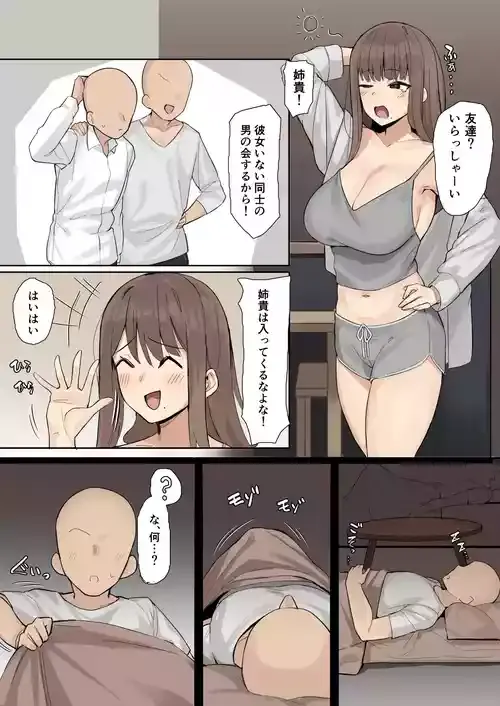 ふぁ…
友達？
いらっしゃーい
姉貴！
彼女いない同士の
男の会するから！
姉貴は入ってくるなよな！
はいはい
ひら
ひら
ZZ…
ZZ…
モゾ
モゾ
？
な、何…？
ぐいっ